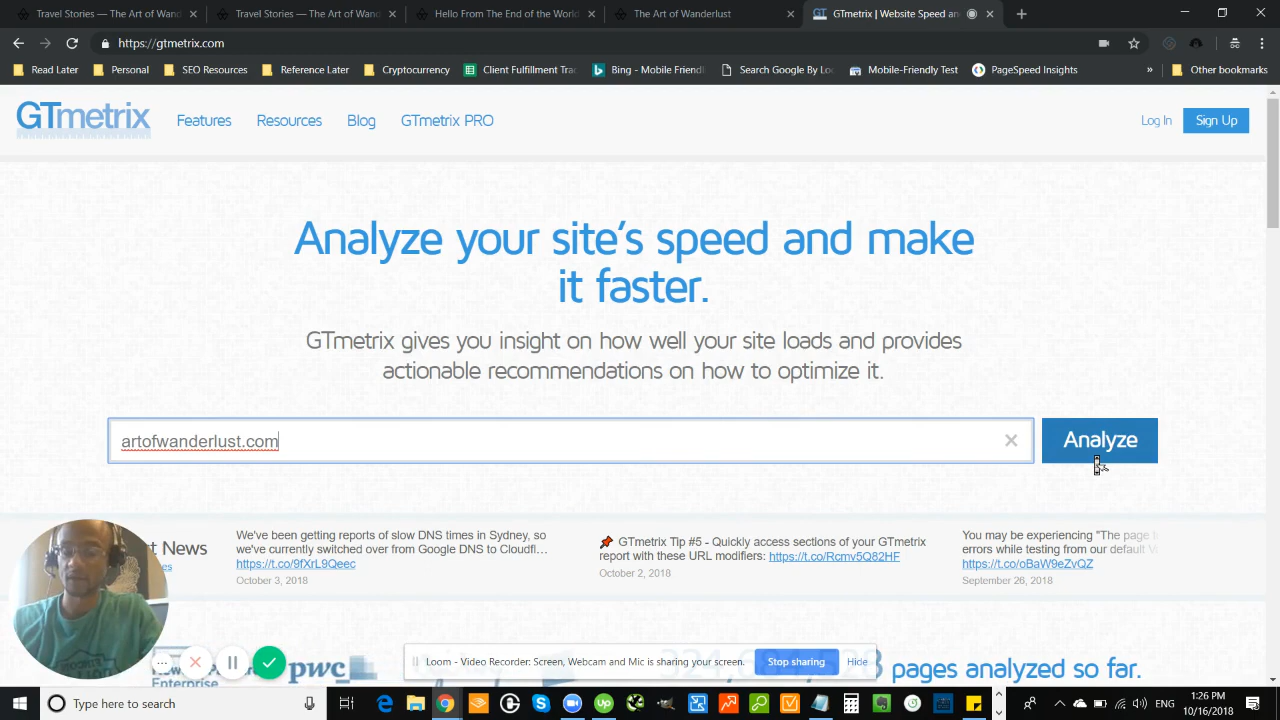 Travel Stories — The Art of Wand
Travel Stories — The Art of Wand
Hello From The End of the World
The Art of Wanderlust
GT GTmetrix | Website Speed an
https://gtmetrix.com
Read Later
Personal
SEO Resources
Reference Later
Cryptocurrency
Client Fulfillment Trac
Bing - Mobile Friendl
Search Google By Loc
Mobile-Friendly Test
PageSpeed Insights
»
Other bookmarks
GTmetrix
Features
Resources
Blog
GTmetrix PRO
Log In
Sign Up
Analyze your site's speed and make
it faster.
GTmetrix gives you insight on how well your site loads and provides
actionable recommendations on how to optimize it.
artofwanderlust.com
Analyze
t News
es
We've been getting reports of slow DNS times in Sydney, so
we've currently switched over from Google DNS to Cloudfl...
https://t.co/9fXrL9Qeec
October 3, 2018
📌 GTmetrix Tip #5 - Quickly access sections of your GTmetrix
report with these URL modifiers: https://t.co/Rcmv5Q82HF
October 2, 2018
You may be experiencing "The page t
errors while testing from our default V
https://t.co/oBaW9eZvQZ
September 26, 2018
Enterprise
pwc
pages analyzed so far.
Loom - Video Recorder: Screen, Webcam and Mic is sharing your screen.
Stop sharing
Hide
Type here to search
1:26 PM
10/16/2018